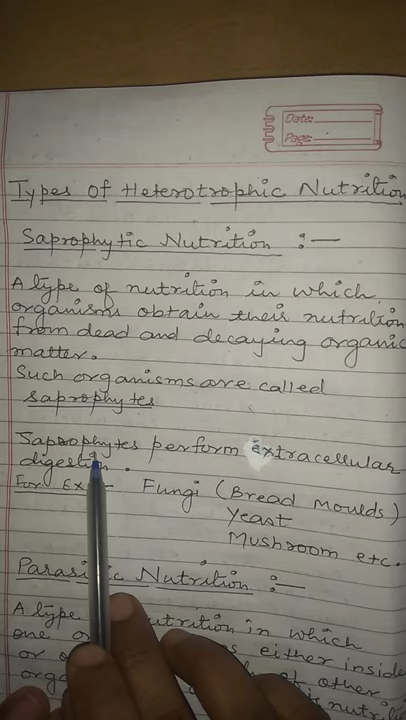 Date:
Page:
Types of Heterotrophic Nutrition
Saprophytic Nutrition :—
A type of nutrition in which
organisms obtain their nutrition
from dead and decaying organic
matter.
Such organisms are called
saprophytes
Saprophytes perform extracellular
digestion.
For Ex:- Fungi (Bread Moulds)
Yeast
Mushroom etc.
Nutrition :—
A type nutrition in which
one either inside
or of other